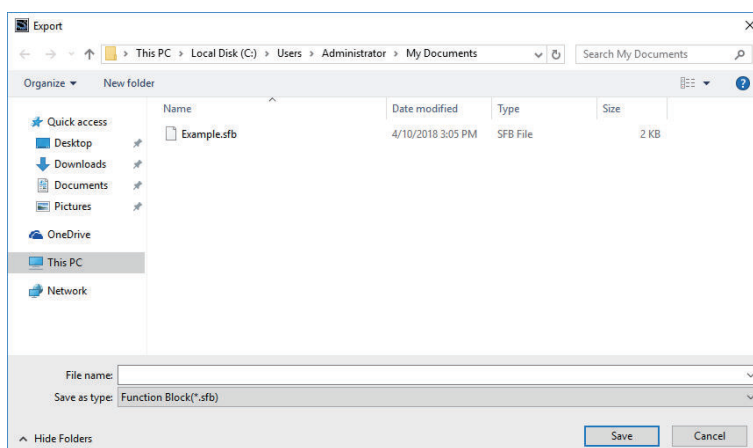 Export
This PC > Local Disk (C:) > Users > Administrator > My Documents
Search My Documents
Organize
New folder
Name
Date modified
Type
Size
Quick access
Example.sfb
4/10/2018 3:05 PM
SFB File
2 KB
Desktop
Downloads
Documents
Pictures
OneDrive
This PC
Network
File name:
Save as type: Function Block(*.sfb)
Hide Folders
Save
Cancel